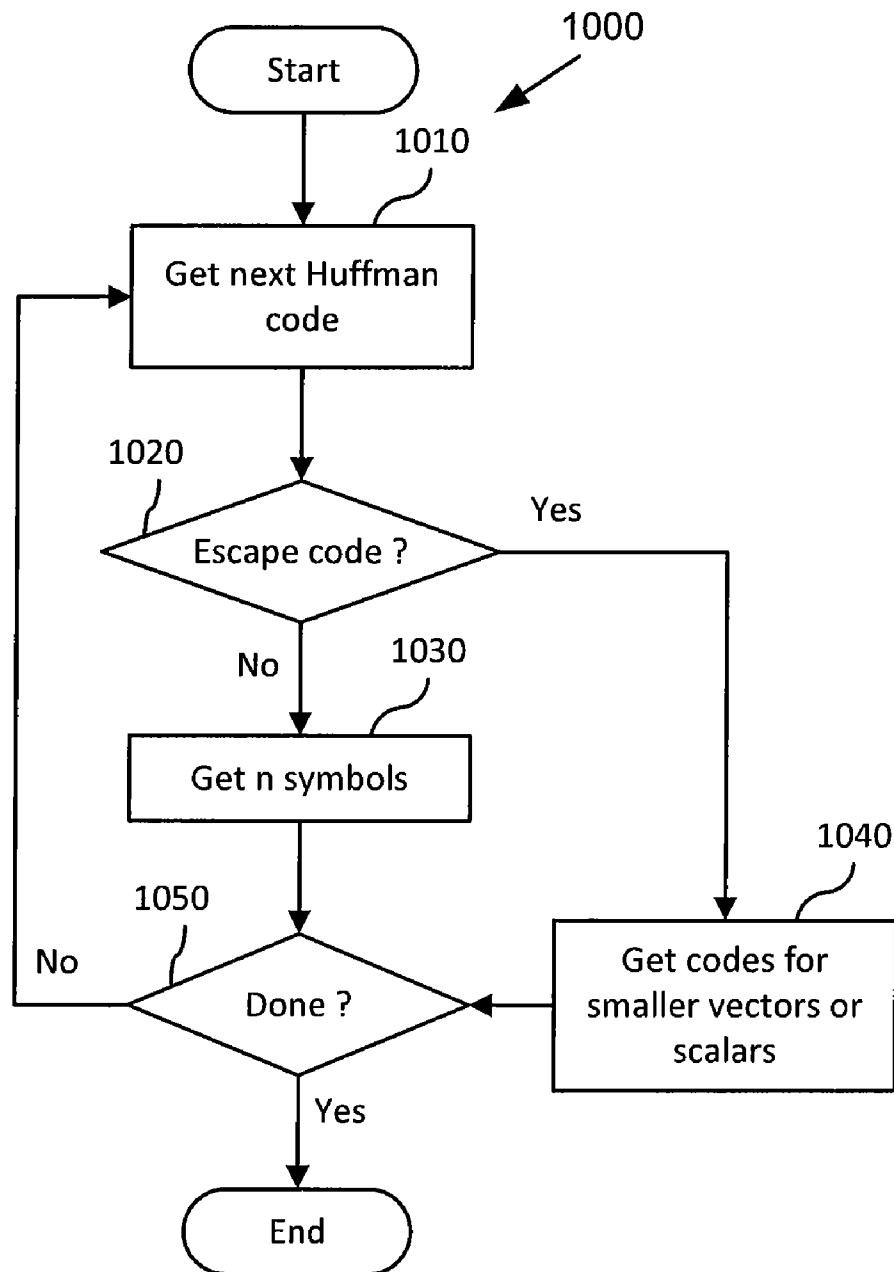 1000
Start
1010
Get next Huffman
code
1020
Yes
Escape code ?
No
1030
Get n symbols
1040
1050
No
Get codes for
smaller vectors or
scalars
Done ?
Yes
End